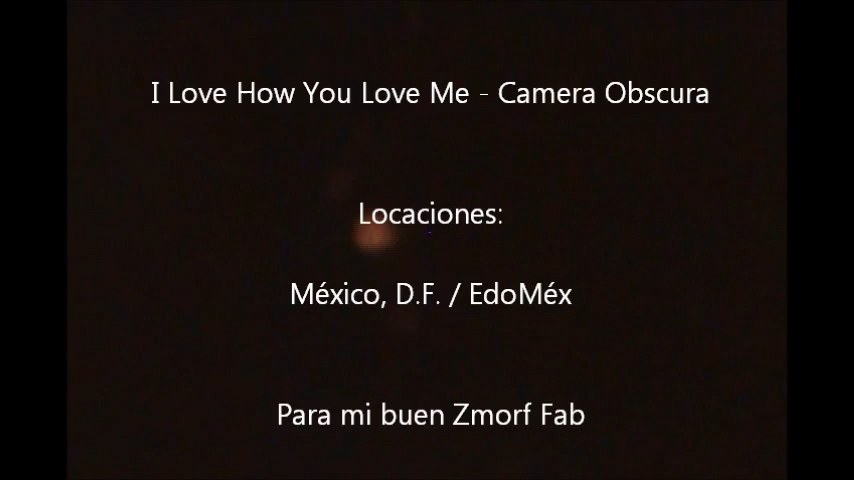 I Love How You Love Me - Camera Obscura
Locaciones:
México, D.F. / EdoMéx
Para mi buen Zmorf Fab